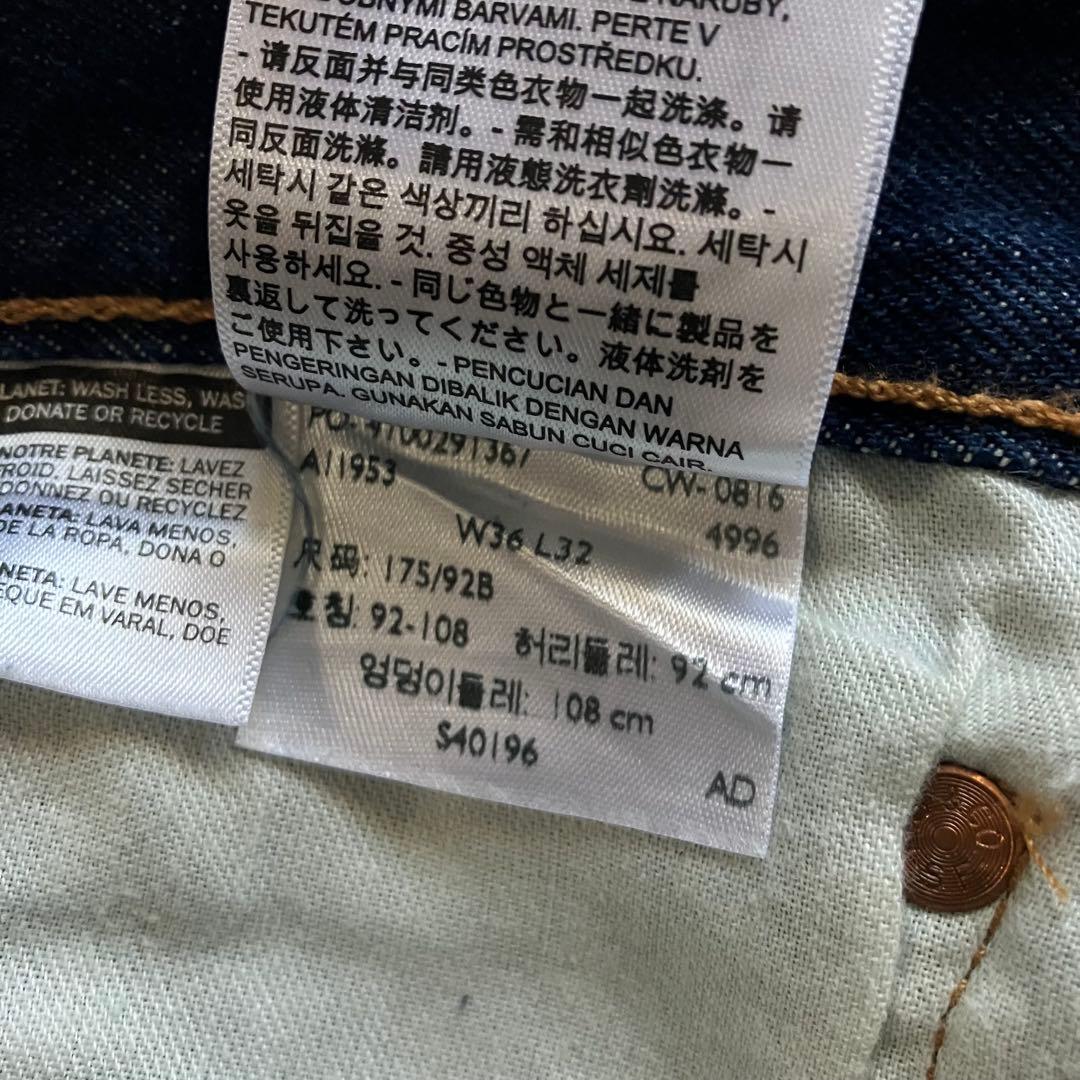 NARUBY,
BARVAMI. PERTE V
TEKUTÉM PRACÍM PROSTŘEDKU.
- 请反面并与同类色衣物一起洗涤。请
使用液体清洁剂。- 需和相似色衣物一
同反面洗滌。請用液態洗衣劑洗滌。-
세탁시 같은 색상끼리 하십시요. 세탁시
옷을 뒤집을 것. 중성 액체 세제를
사용하세요. - 同じ色物と一緒に製品を
裏返して洗ってください。液体洗剤を
ご使用下さい。- PENCUCIAN DAN
PENGERINGAN DIBALIK DENGAN WARNA
SERUPA. GUNAKAN SABUN CUCI CAIR.
PLANET: WASH LESS, WAS
DONATE OR RECYCLE
NOTRE PLANETE: LAVEZ
FROID, LAISSEZ SECHER
DONNEZ OU RECYCLEZ
LAVA MENOS,
DE LA ROPA, DONA O
LAVE MENOS,
EM VARAL, DOE
PO- 4700291367
A11953 CW- 0816
W36 L32 4996
尺码: 175/92B
호칭: 92-108 허리둘레: 92 cm
엉덩이둘레: 108 cm
S40196
AD